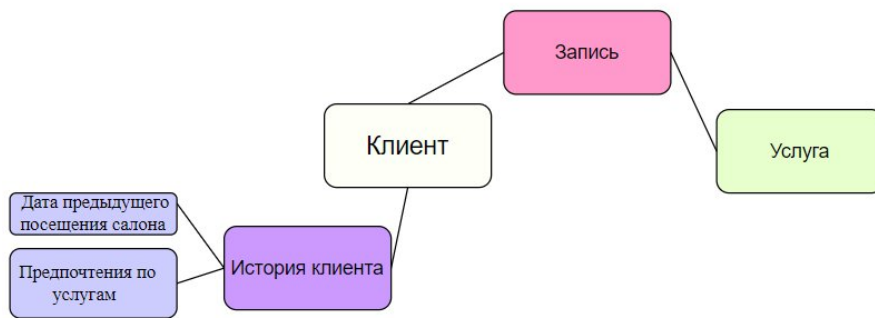 Запись
Клиент
Услуга
Дата предыдущего
посещения салона
История клиента
Предпочтения по
услугам